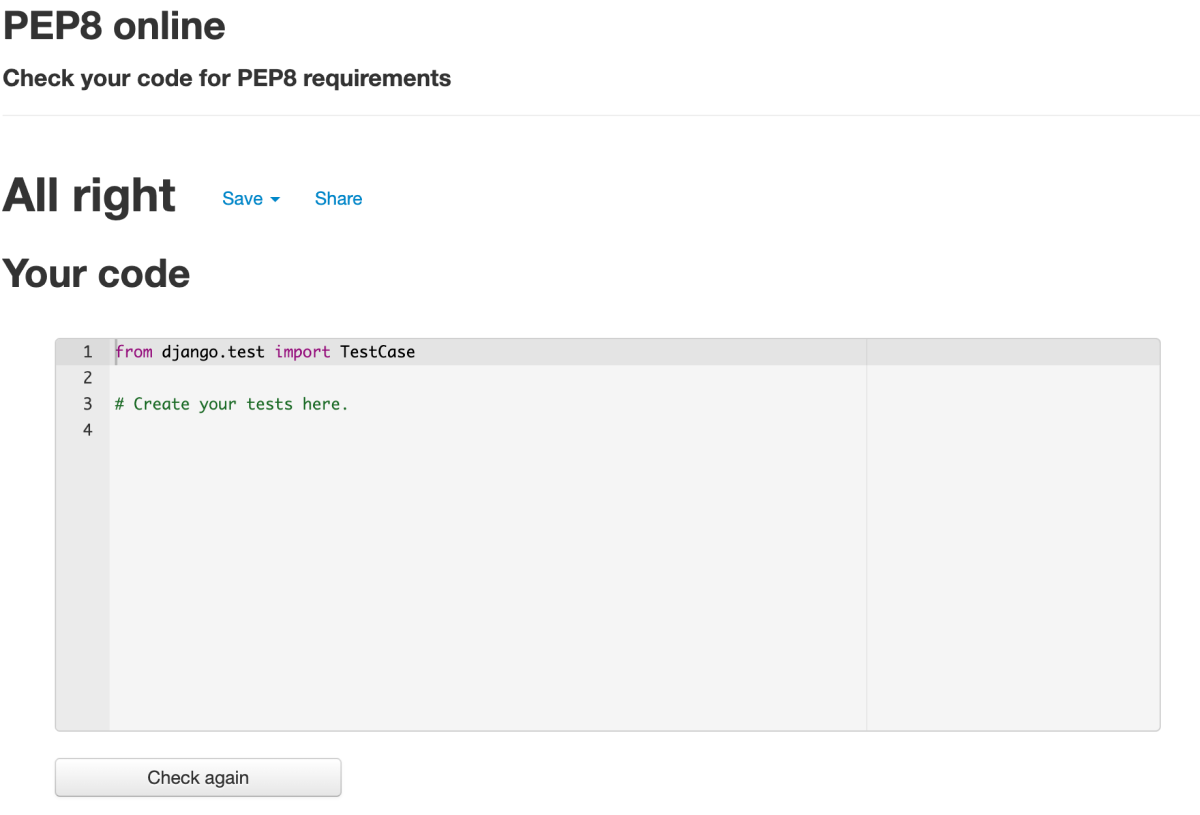 PEP8 online
Check your code for PEP8 requirements
All right Save Share
Your code
1 from django.test import TestCase
2
3 # Create your tests here.
4
Check again